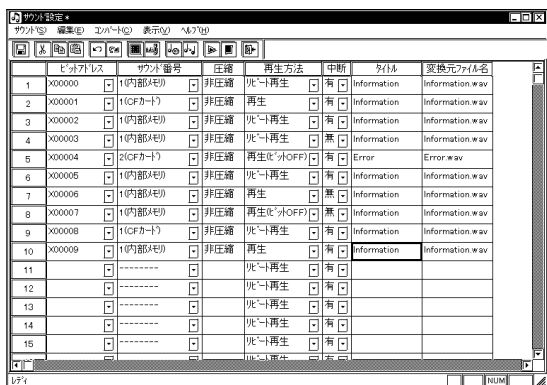 サウンド設定*
サウンド(S) 編集(E) コンバート(C) 表示(V) ヘルプ(H)
ビットアドレス サウンド番号 圧縮 再生方法 中断 タイトル 変換元ファイル名
1 X00000 1(内部メモリ) 非圧縮 リピート再生 有 Information Information.wav
2 X00001 1(CFカード) 非圧縮 再生 有 Information Information.wav
3 X00002 1(内部メモリ) 非圧縮 リピート再生 有 Information Information.wav
4 X00003 1(内部メモリ) 非圧縮 リピート再生 無 Information Information.wav
5 X00004 2(CFカード) 非圧縮 再生(ビットOFF) 有 Error Error.wav
6 X00005 1(内部メモリ) 非圧縮 リピート再生 有 Information Information.wav
7 X00006 1(内部メモリ) 非圧縮 再生 無 Information Information.wav
8 X00007 1(内部メモリ) 非圧縮 再生(ビットOFF) 無 Information Information.wav
9 X00008 1(CFカード) 非圧縮 リピート再生 有 Information Information.wav
10 X00009 1(内部メモリ) 非圧縮 再生 有 Information Information.wav
11 -------- リピート再生 有
12 -------- リピート再生 有
13 -------- リピート再生 有
14 -------- リピート再生 有
15 -------- リピート再生 有
リピート再生
レディ NUM